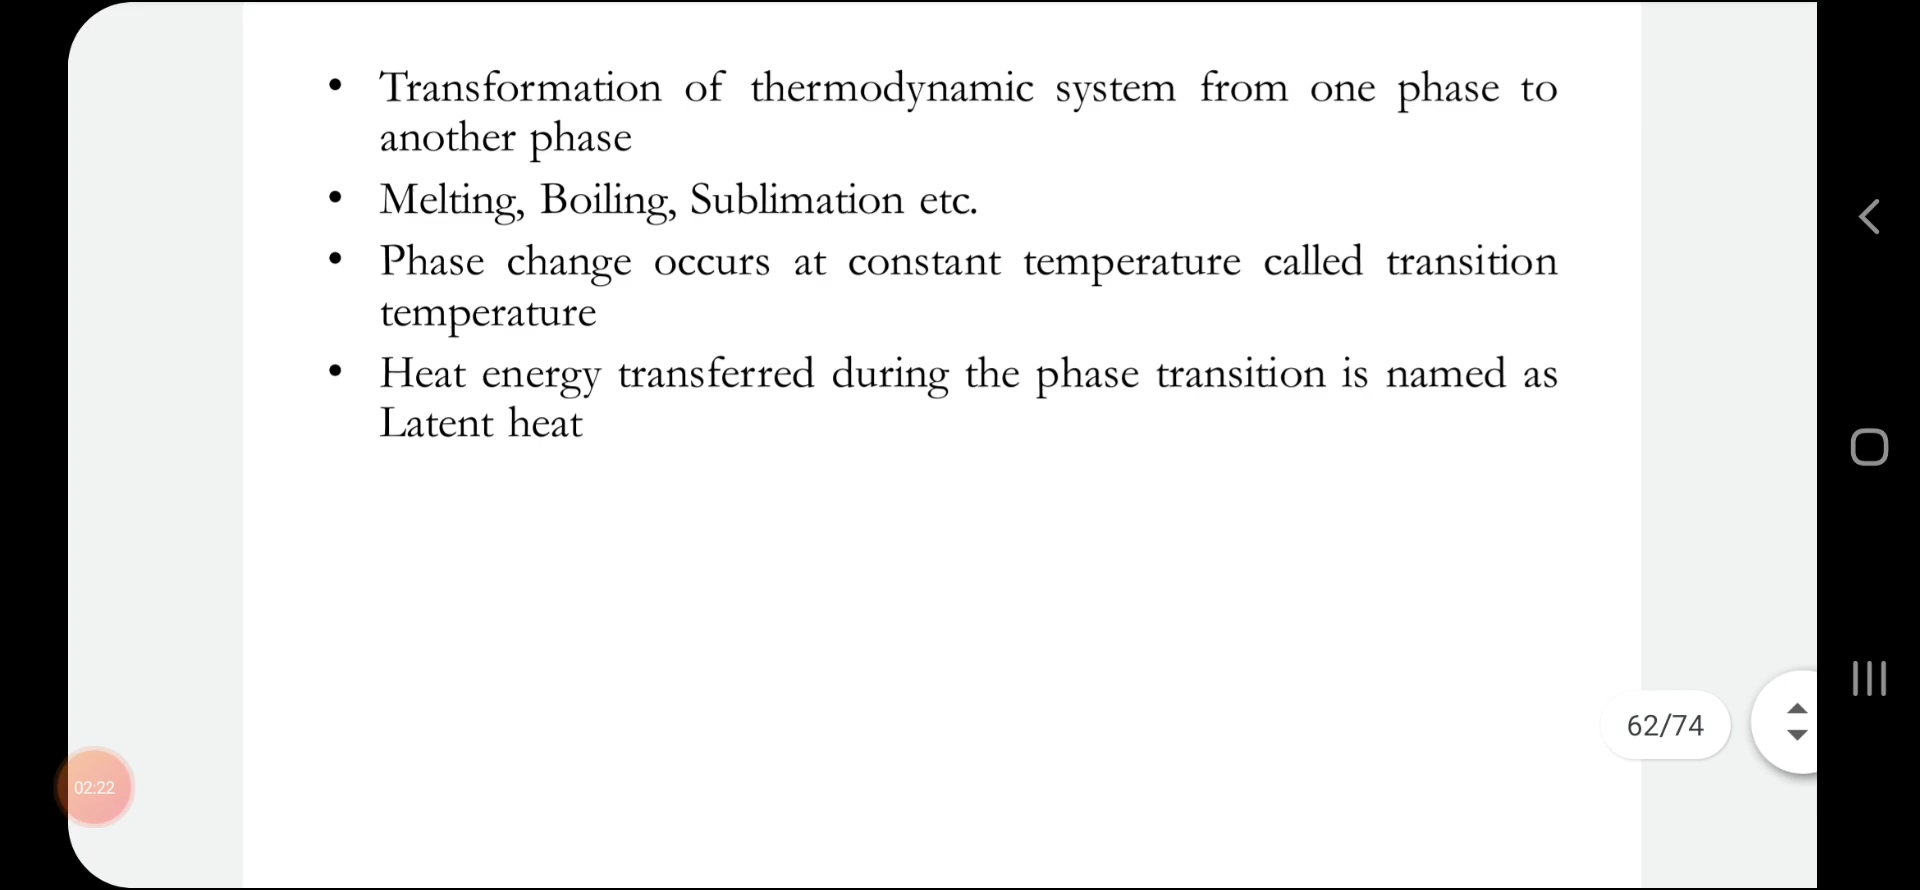 • Transformation of thermodynamic system from one phase to
another phase
• Melting, Boiling, Sublimation etc.
• Phase change occurs at constant temperature called transition
temperature
• Heat energy transferred during the phase transition is named as
Latent heat
62/74
02:22